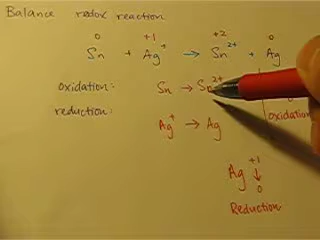 Balance redox reaction
0 +1 +2 0
Sn + Ag⁺ → Sn²⁺ + Ag
oxidation: Sn → Sn²⁺
reduction: Ag⁺ → Ag
Oxidation
Ag +1
↓
0
Reduction